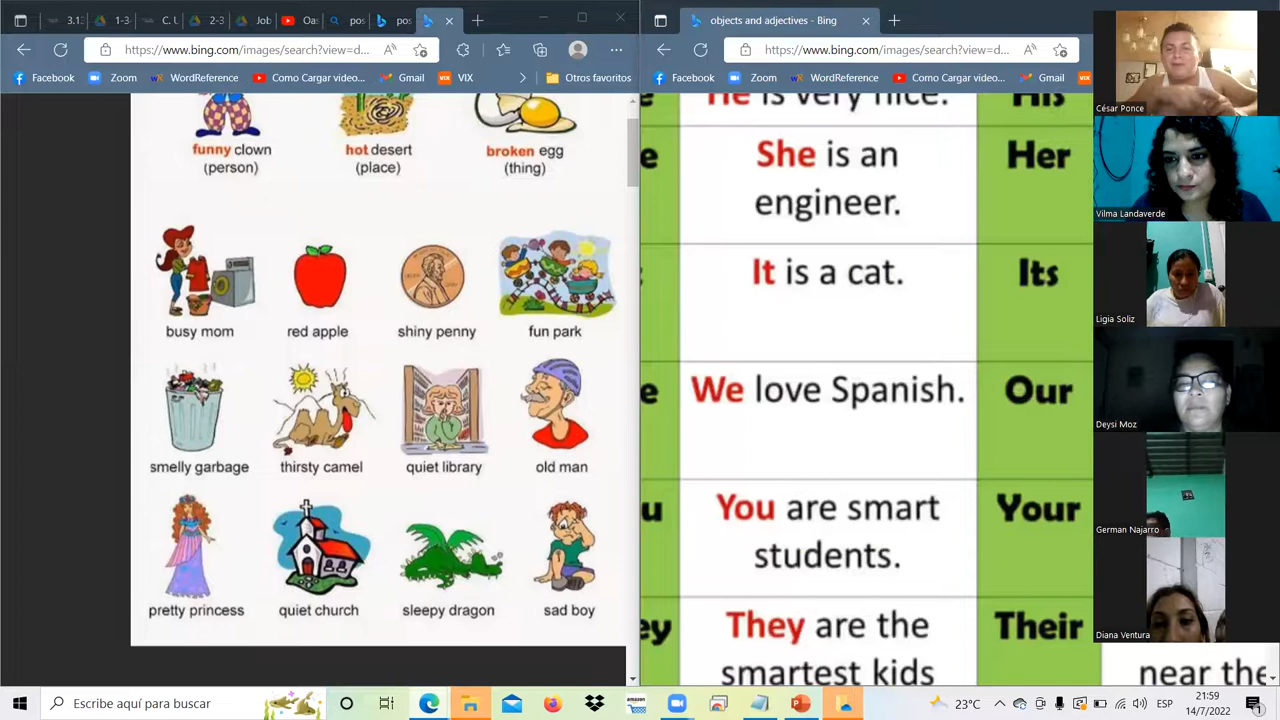 3.1:
1-3-
C. l
2-3
Job
Oas
pos
pos
objects and adjectives - Bing
https://www.bing.com/images/search?view=d...
https://www.bing.com/images/search?view=d...
Facebook
Zoom
WordReference
Como Cargar video...
Gmail
VIX
Otros favoritos
Facebook
Zoom
WordReference
Como Cargar video...
Gmail
VIX
funny clown
(person)
hot desert
(place)
broken egg
(thing)
busy mom
red apple
shiny penny
fun park
smelly garbage
thirsty camel
quiet library
old man
pretty princess
quiet church
sleepy dragon
sad boy
He is very nice.
His
She is an
engineer.
Her
It is a cat.
Its
We love Spanish.
Our
You are smart
students.
Your
They are the
smartest kids
Their
near the
César Ponce
Vilma Landaverde
Ligia Soliz
Deysi Moz
German Najarro
Diana Ventura
Escribe aquí para buscar
amazon
23°C
ESP
21:59
14/7/2022
1